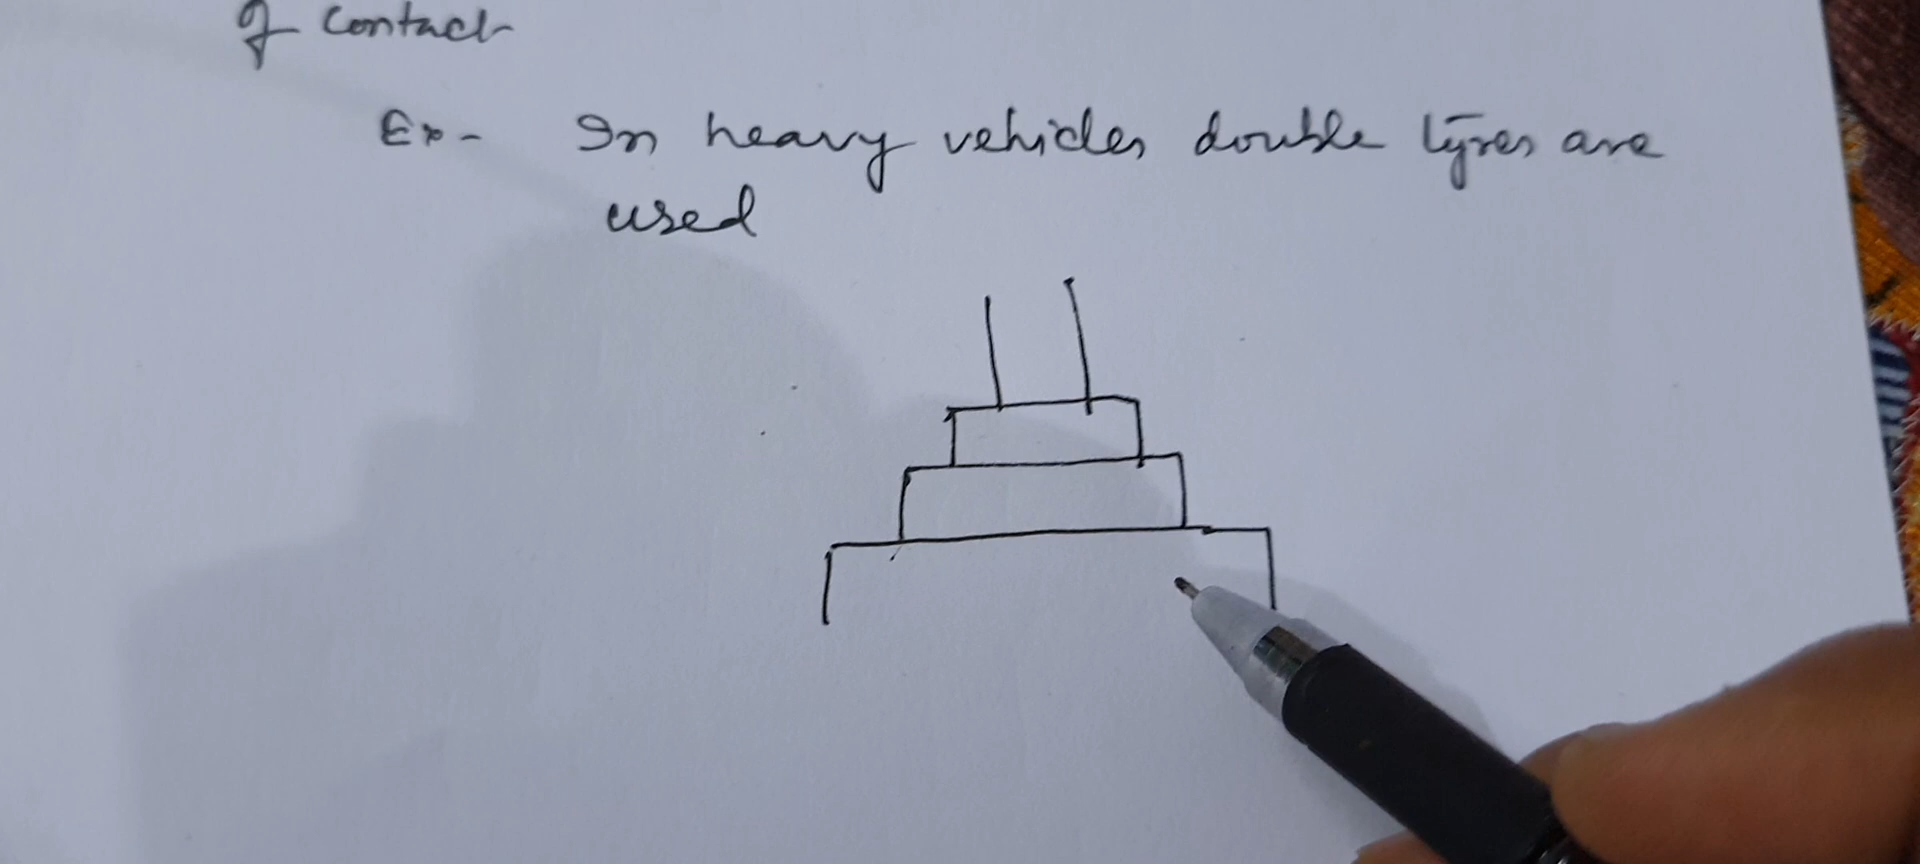 of contact
Ex- In heavy vehicles double tyres are
used